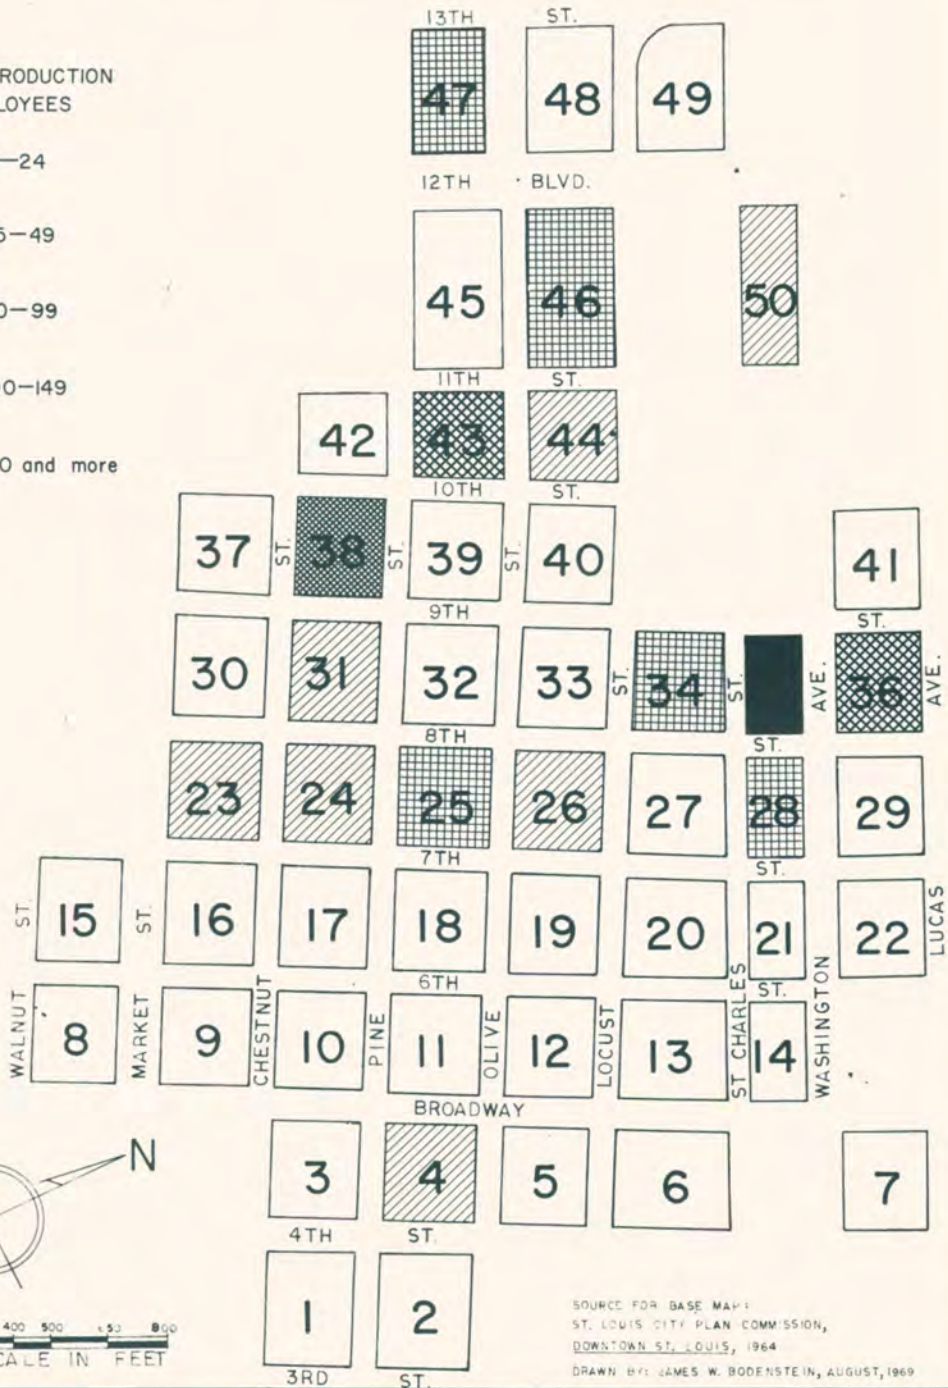 13TH ST.
RODUCTION
LOYEES
47 48 49
—24
12TH BLVD.
5—49
45 46 50
0—99
11TH ST.
00—149
42 43 44
0 and more
10TH ST.
37 ST. 38 ST. 39 ST. 40 41
9TH ST.
30 31 32 33 ST. 34 ST. AVE. 36 AVE.
8TH ST.
23 24 25 26 27 28 29
7TH ST.
ST. 15 ST. 16 17 18 19 20 21 22 LUCAS
6TH ST.
WALNUT 8 MARKET 9 CHESTNUT 10 PINE 11 OLIVE 12 LOCUST 13 ST CHARLES 14 WASHINGTON
BROADWAY
N
3 4 5 6 7
4TH ST.
1 2
SOURCE FOR BASE MAP:
ST. LOUIS CITY PLAN COMMISSION,
DOWNTOWN ST. LOUIS, 1964
400 500 800
CALE IN FEET
DRAWN BY: JAMES W. BODENSTEIN, AUGUST, 1969
3RD ST.